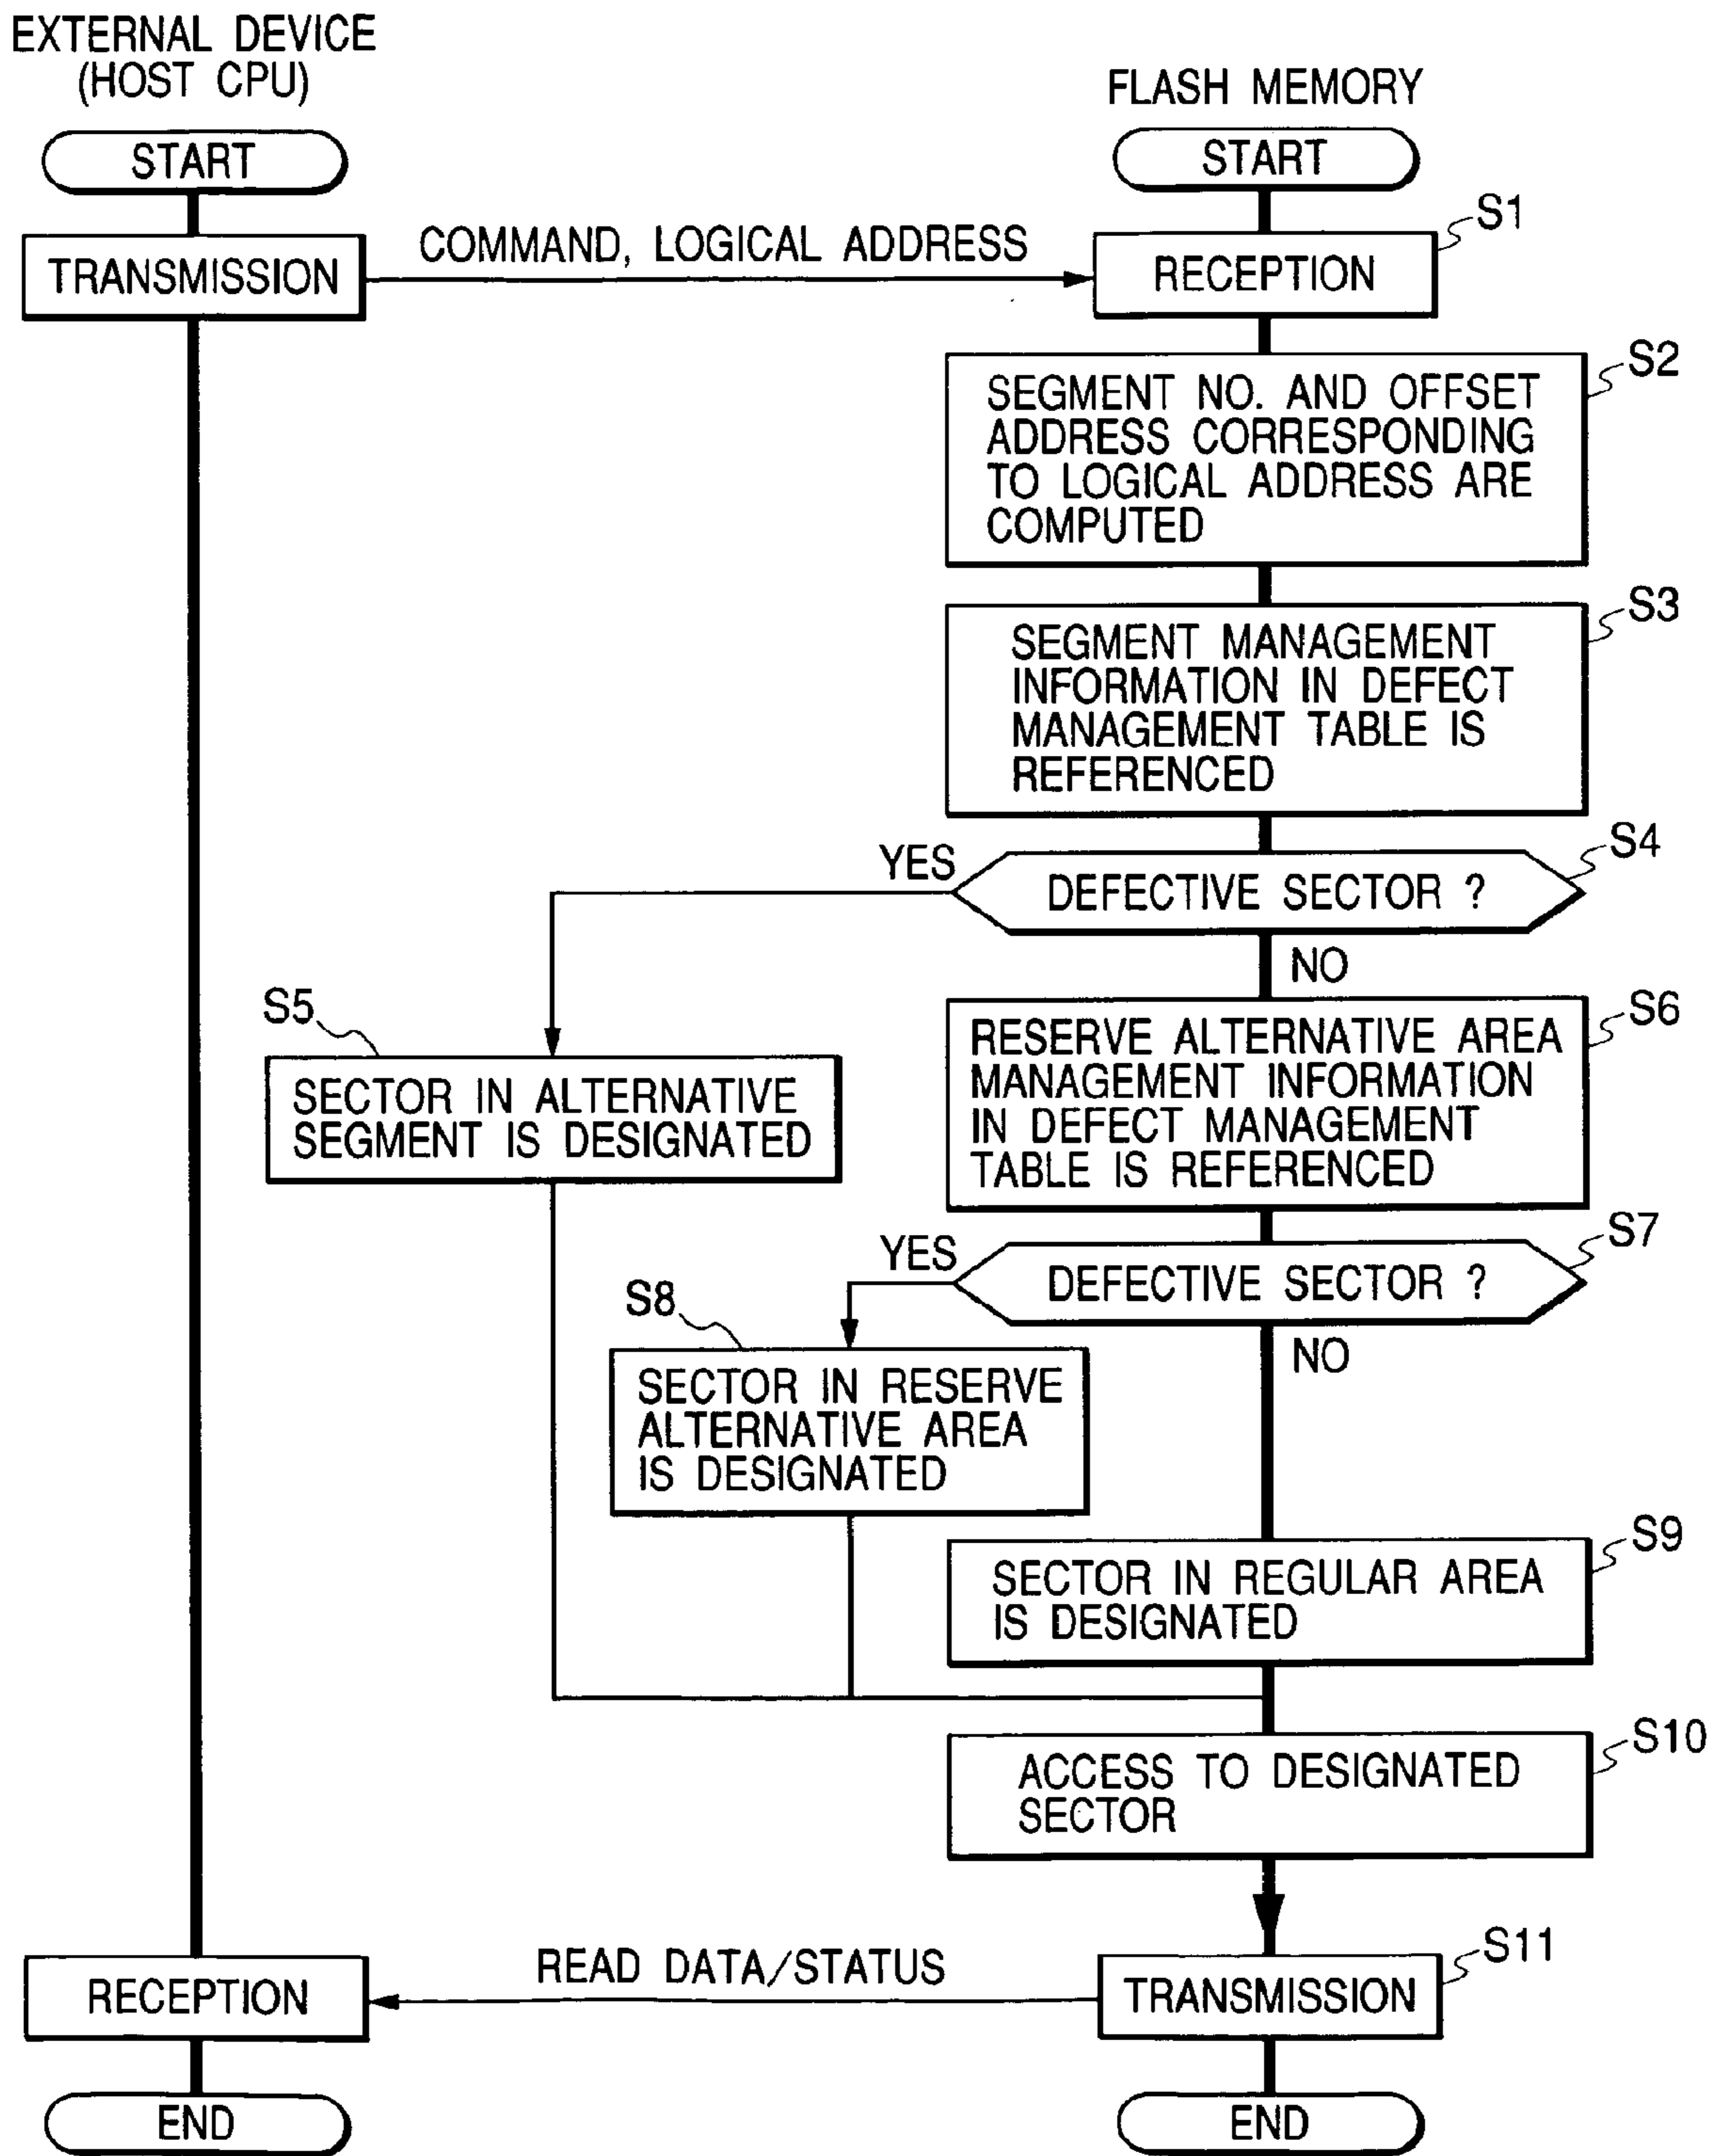 EXTERNAL DEVICE
(HOST CPU)
FLASH MEMORY
START
START
S1
TRANSMISSION
COMMAND, LOGICAL ADDRESS
RECEPTION
S2
SEGMENT NO. AND OFFSET
ADDRESS CORRESPONDING
TO LOGICAL ADDRESS ARE
COMPUTED
S3
SEGMENT MANAGEMENT
INFORMATION IN DEFECT
MANAGEMENT TABLE IS
REFERENCED
S4
YES
DEFECTIVE SECTOR ?
NO
S5
SECTOR IN ALTERNATIVE
SEGMENT IS DESIGNATED
S6
RESERVE ALTERNATIVE AREA
MANAGEMENT INFORMATION
IN DEFECT MANAGEMENT
TABLE IS REFERENCED
S7
YES
DEFECTIVE SECTOR ?
NO
S8
SECTOR IN RESERVE
ALTERNATIVE AREA
IS DESIGNATED
S9
SECTOR IN REGULAR AREA
IS DESIGNATED
S10
ACCESS TO DESIGNATED
SECTOR
S11
RECEPTION
READ DATA/STATUS
TRANSMISSION
END
END